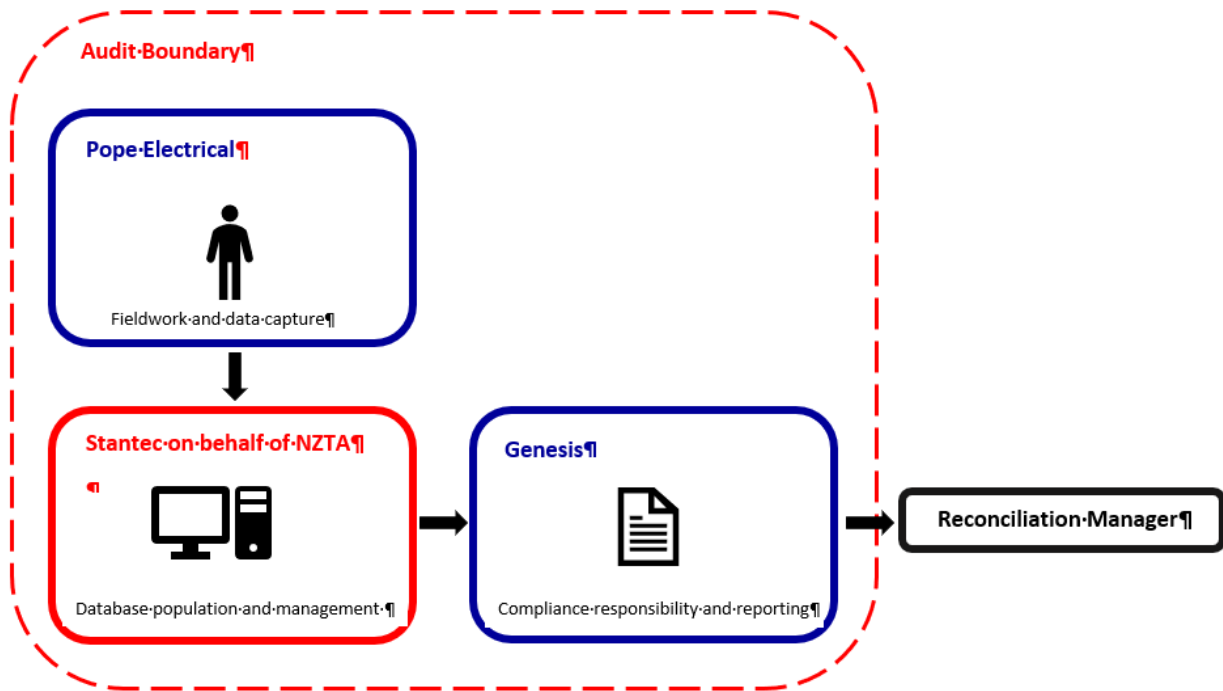 Audit·Boundary¶
Pope·Electrical¶
Fieldwork·and·data·capture¶
Stantec·on·behalf·of·NZTA¶
¶
Database·population·and·management·¶
Genesis¶
Compliance·responsibility·and·reporting¶
Reconciliation·Manager¶